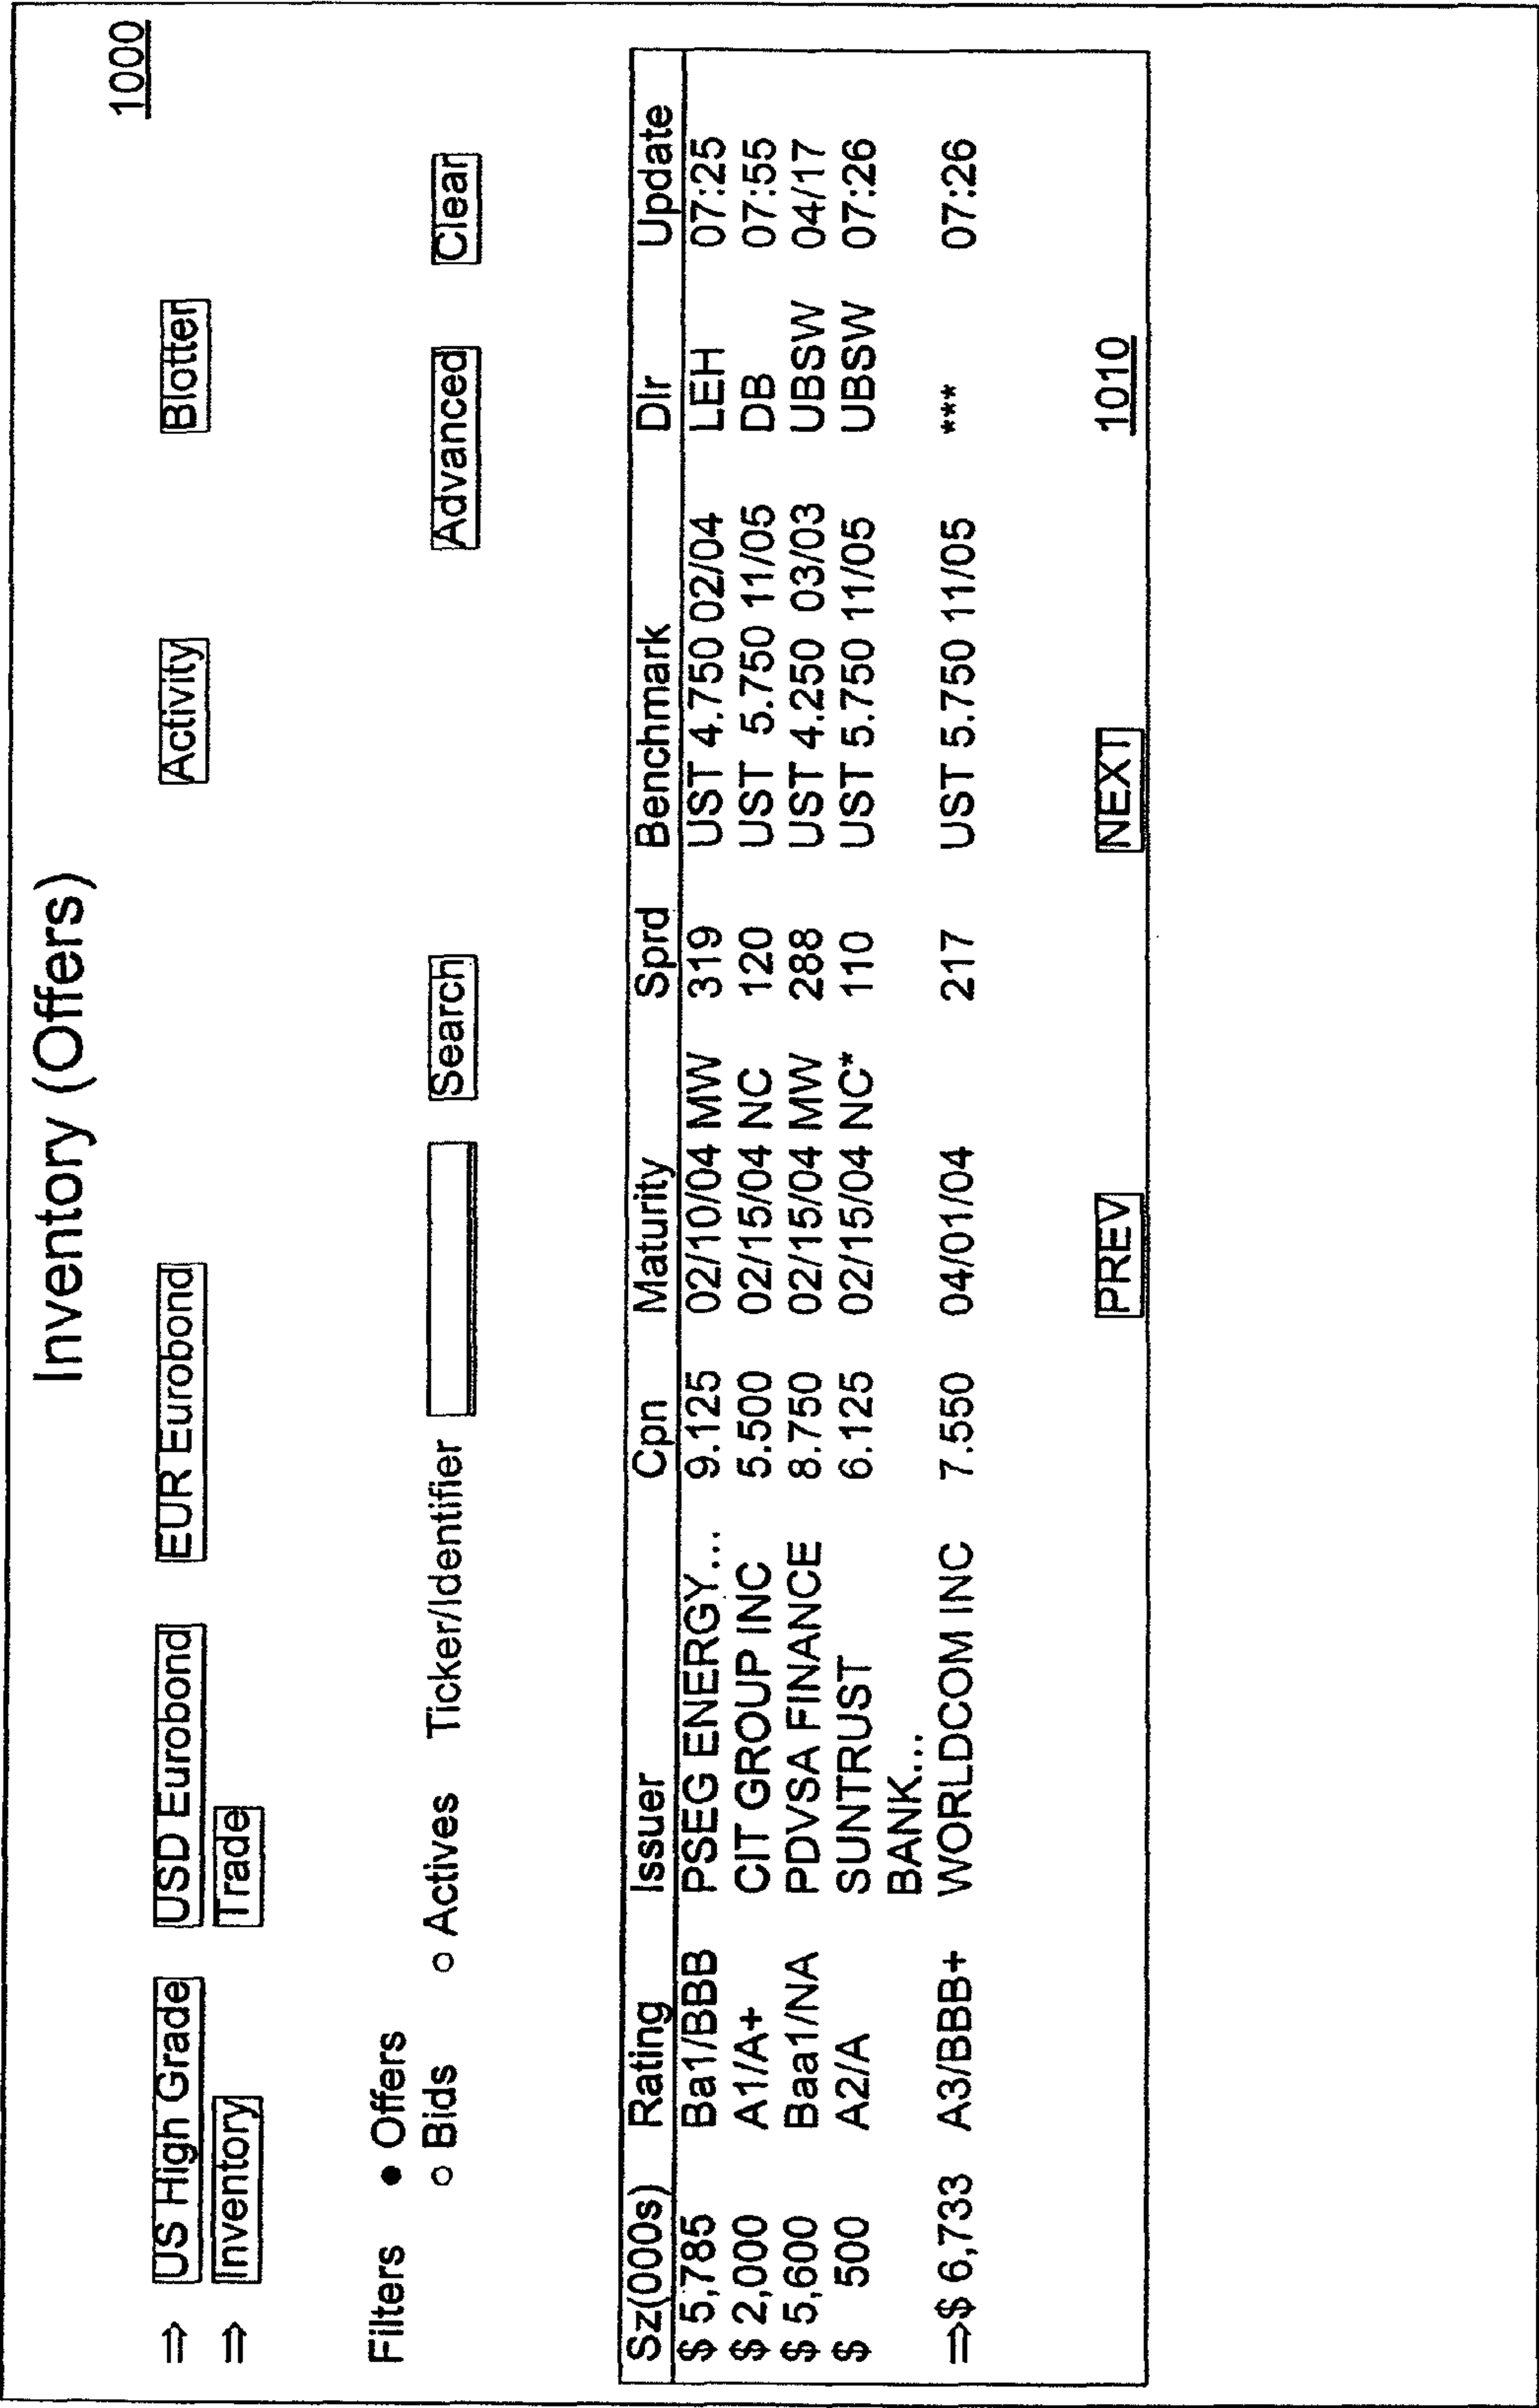 Inventory (Offers)
1000
⇒ US High Grade USD Eurobond EUR Eurobond Activity Blotter
⇒ Inventory Trade
Filters ● Offers
○ Bids ○ Actives Ticker/Identifier Search Advanced Clear
Sz(000s) Rating Issuer Cpn Maturity Sprd Benchmark Dlr Update
$ 5,785 Ba1/BBB PSEG ENERGY... 9.125 02/10/04 MW 319 UST 4.750 02/04 LEH 07:25
$ 2,000 A1/A+ CIT GROUP INC 5.500 02/15/04 NC 120 UST 5.750 11/05 DB 07:55
$ 5,600 Baa1/NA PDVSA FINANCE 8.750 02/15/04 MW 288 UST 4.250 03/03 UBSW 04/17
$ 500 A2/A SUNTRUST 6.125 02/15/04 NC* 110 UST 5.750 11/05 UBSW 07:26
BANK...
⇒$ 6,733 A3/BBB+ WORLDCOM INC 7.550 04/01/04 217 UST 5.750 11/05 *** 07:26
PREV NEXT 1010